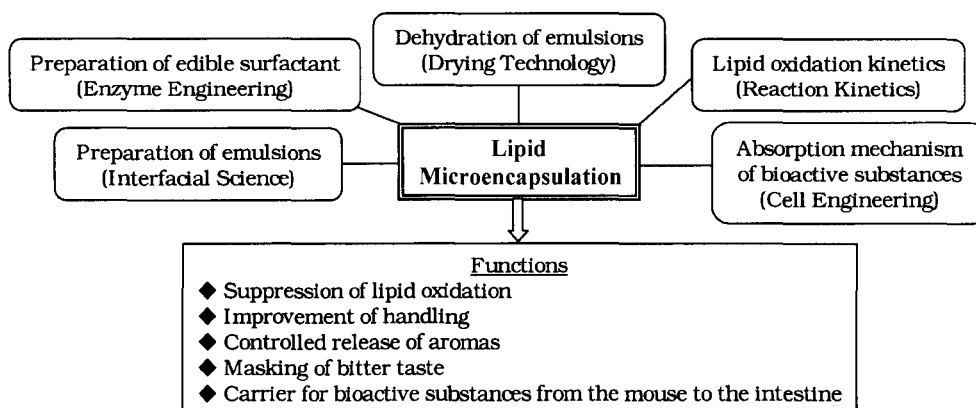 Dehydration of emulsions
(Drying Technology)
Preparation of edible surfactant
(Enzyme Engineering)
Lipid oxidation kinetics
(Reaction Kinetics)
Preparation of emulsions
(Interfacial Science)
Lipid
Microencapsulation
Absorption mechanism
of bioactive substances
(Cell Engineering)
Functions
◆ Suppression of lipid oxidation
◆ Improvement of handling
◆ Controlled release of aromas
◆ Masking of bitter taste
◆ Carrier for bioactive substances from the mouse to the intestine